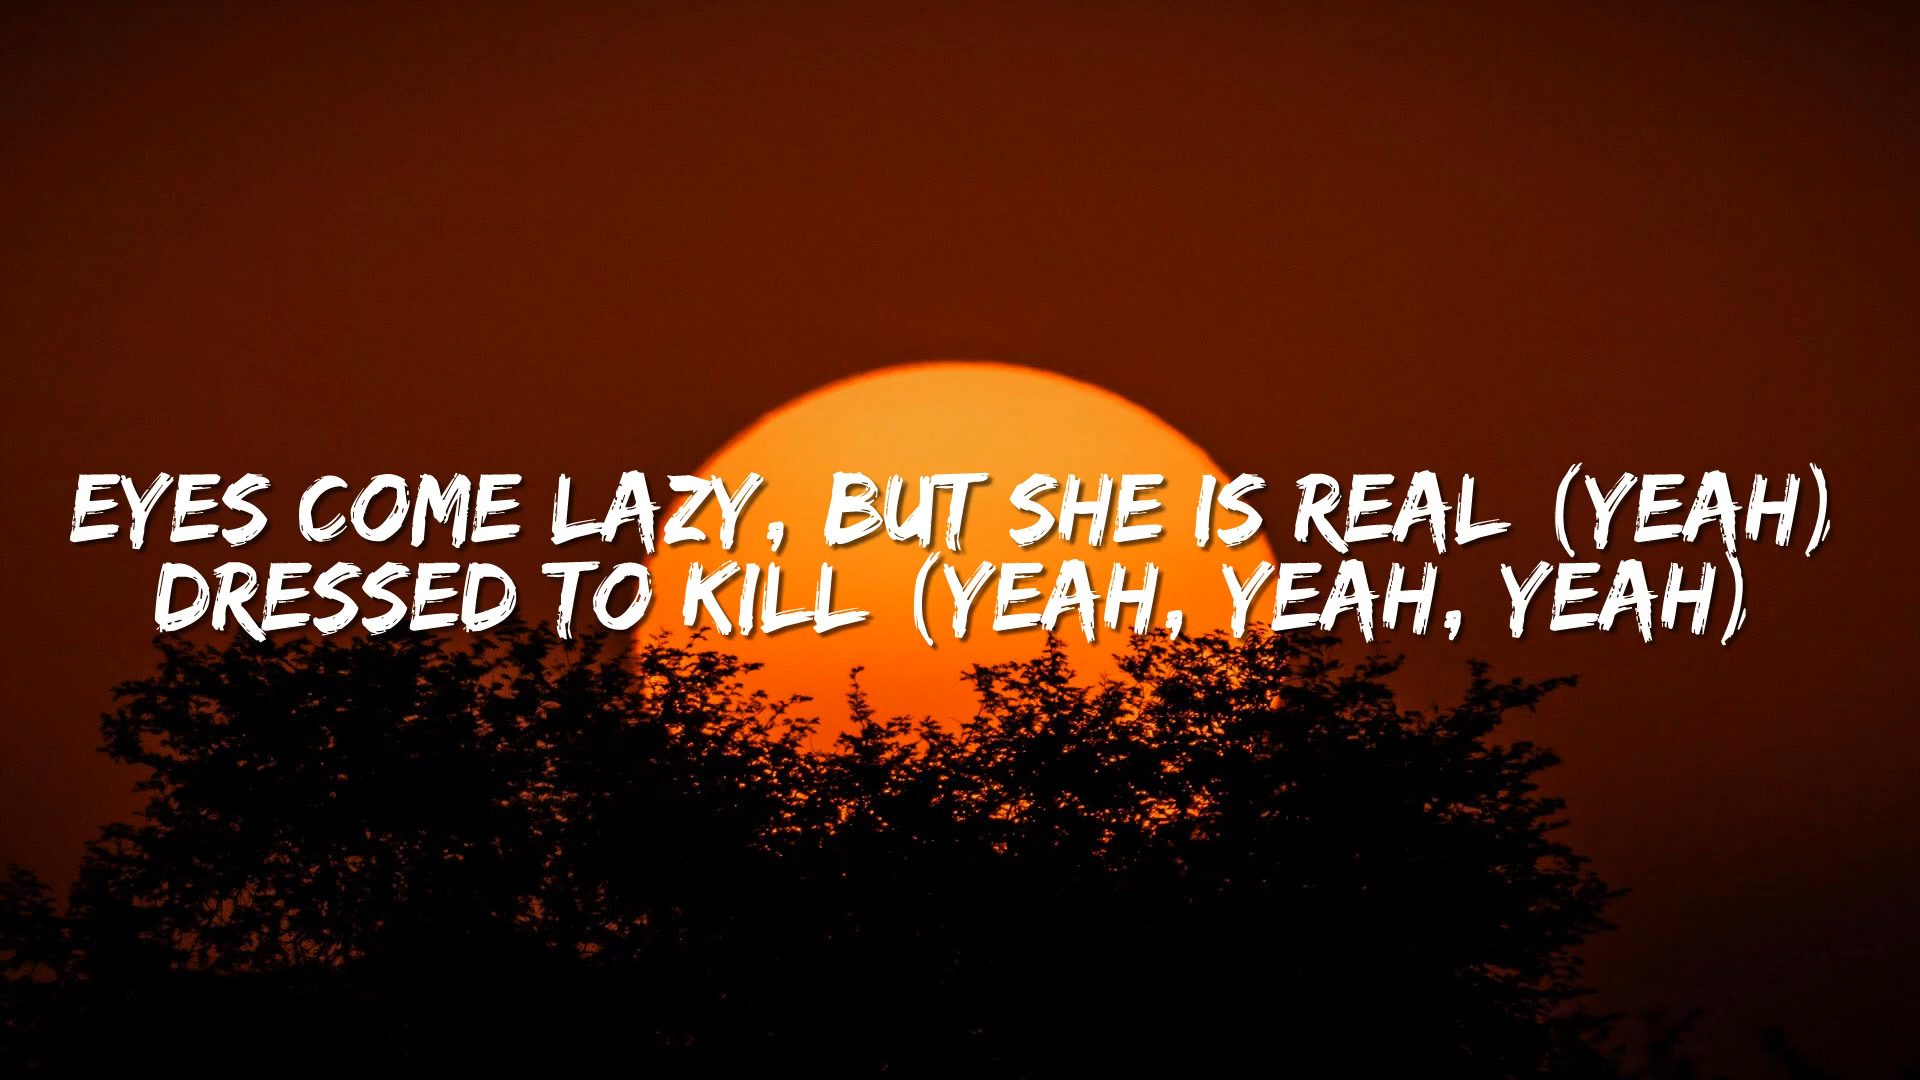 EYES COME LAZY, BUT SHE IS REAL (YEAH)
DRESSED TO KILL (YEAH, YEAH, YEAH)